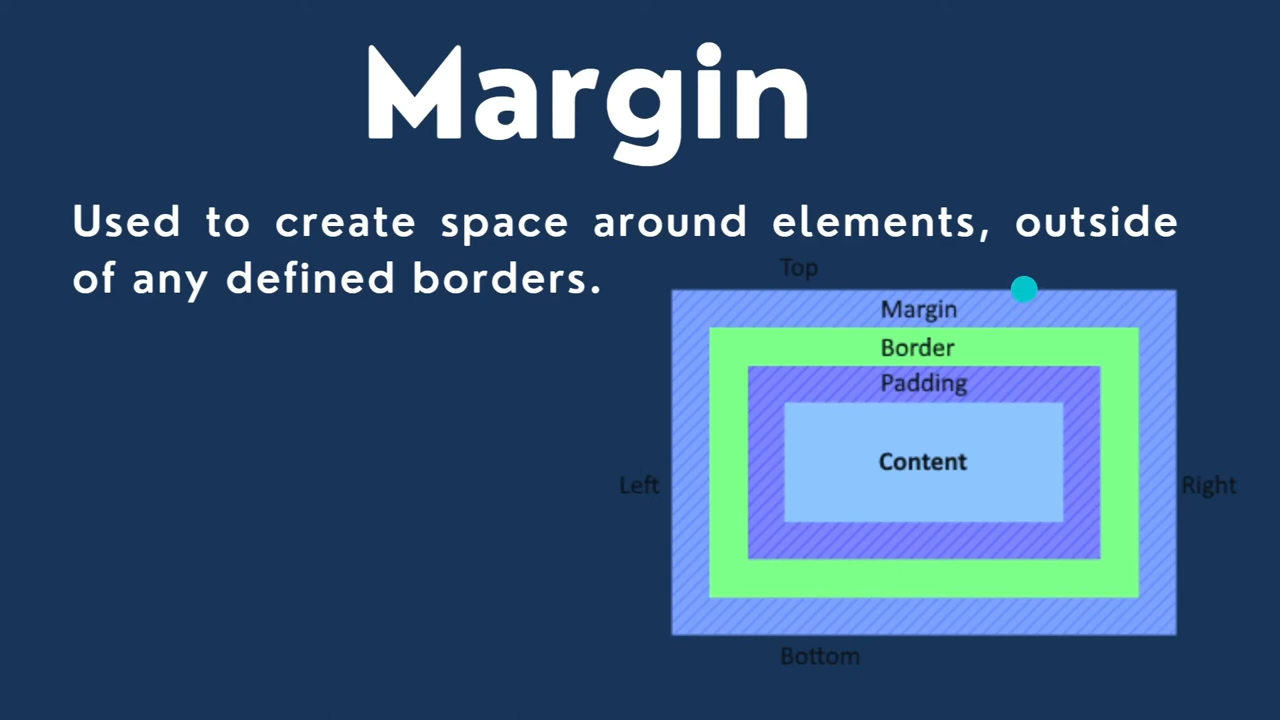 Margin
Used to create space around elements, outside
of any defined borders.
Top
Margin
Border
Padding
Content
Left
Right
Bottom